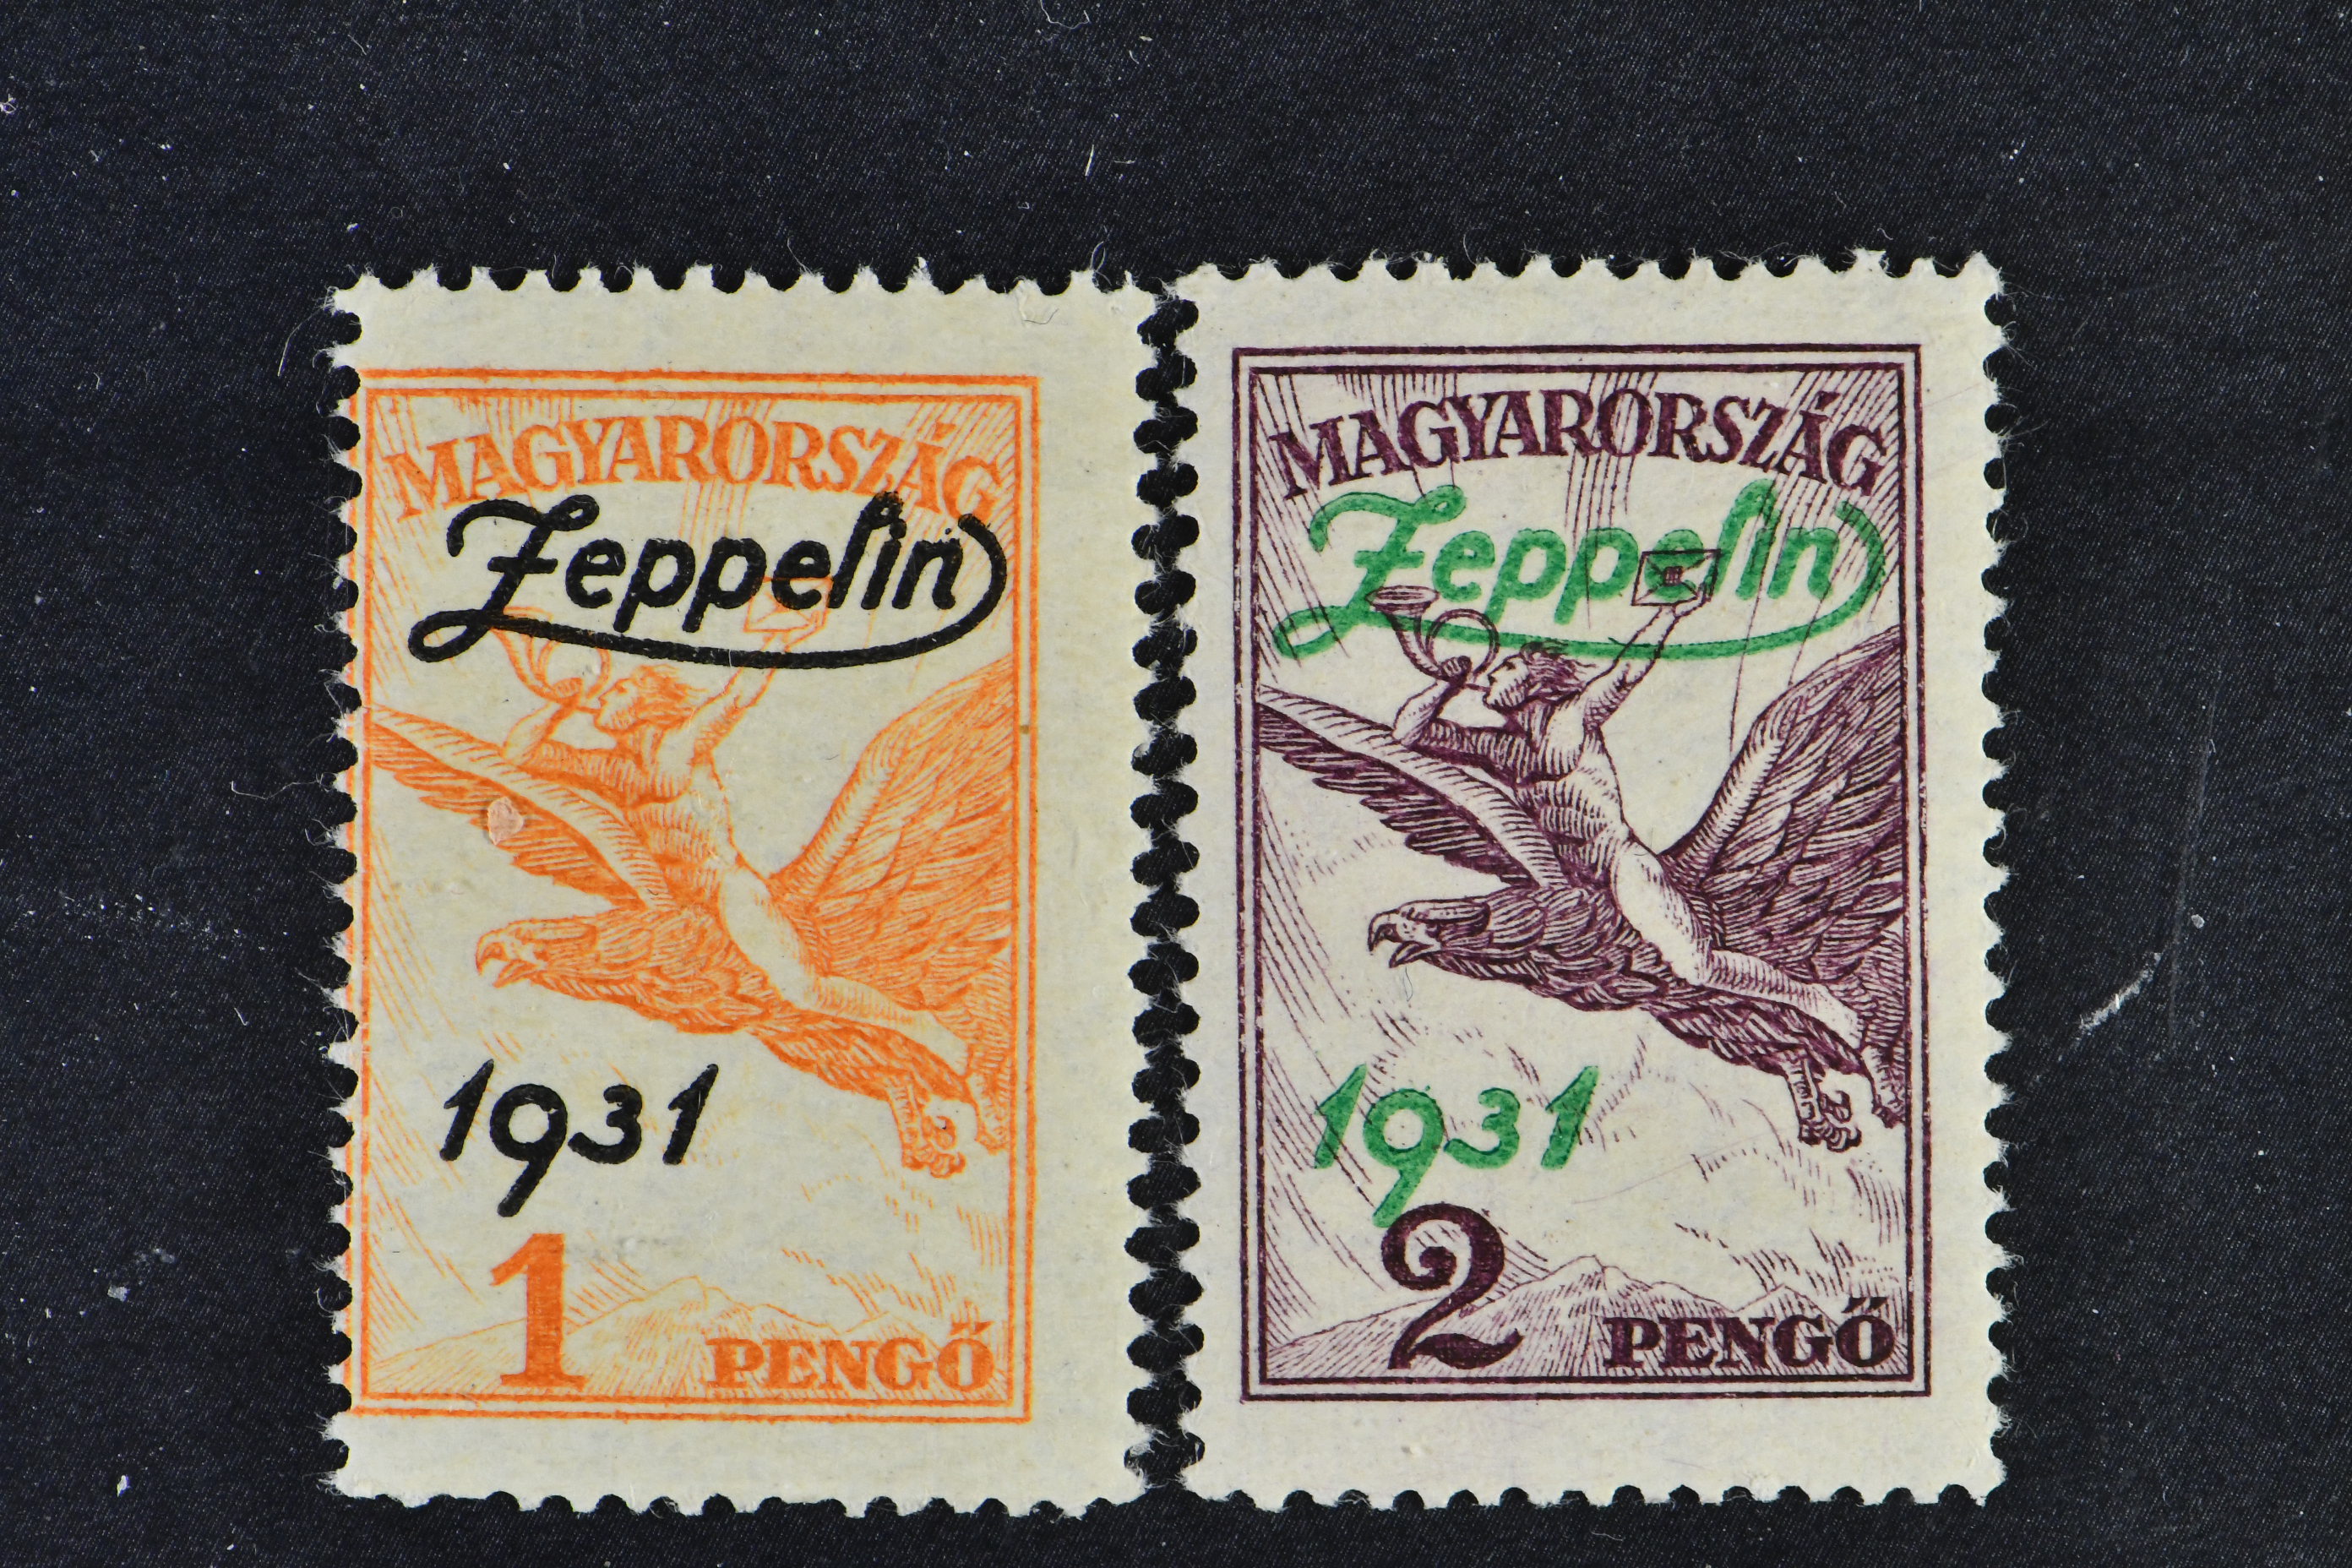 MAGYARORSZÁG
Zeppelin
1931
1 PENGŐ
MAGYARORSZÁG
Zeppelin
1931
2 PENGŐ